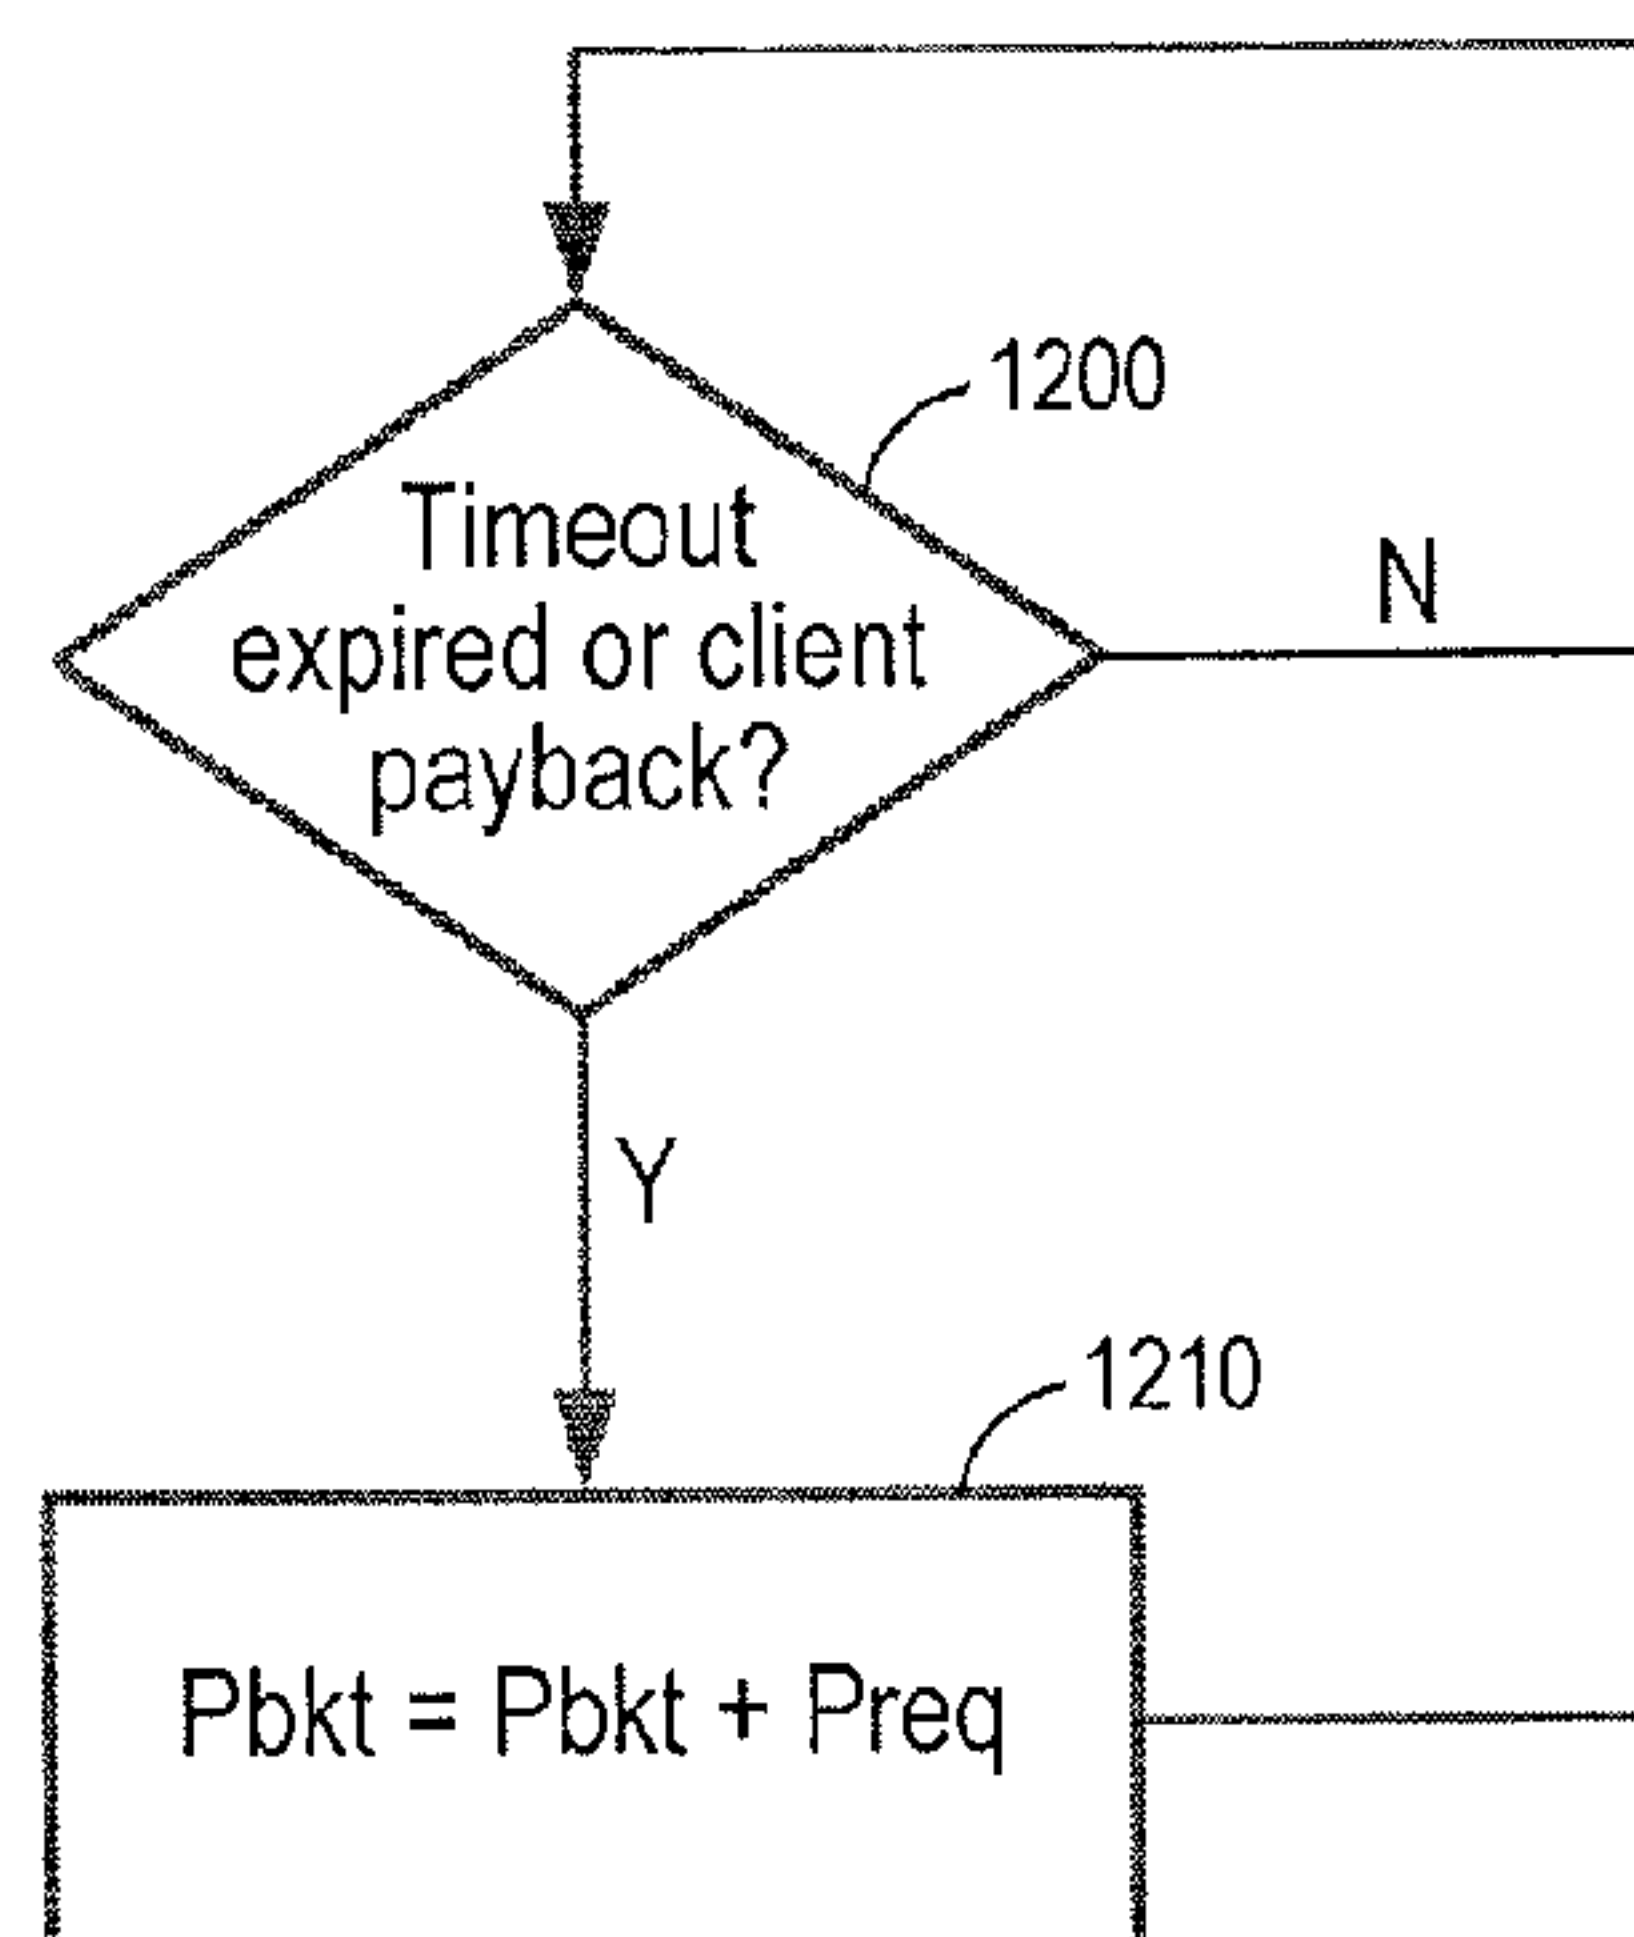 1200
Timeout
expired or client
payback?
N
Y
1210
Pbkt = Pbkt + Preq